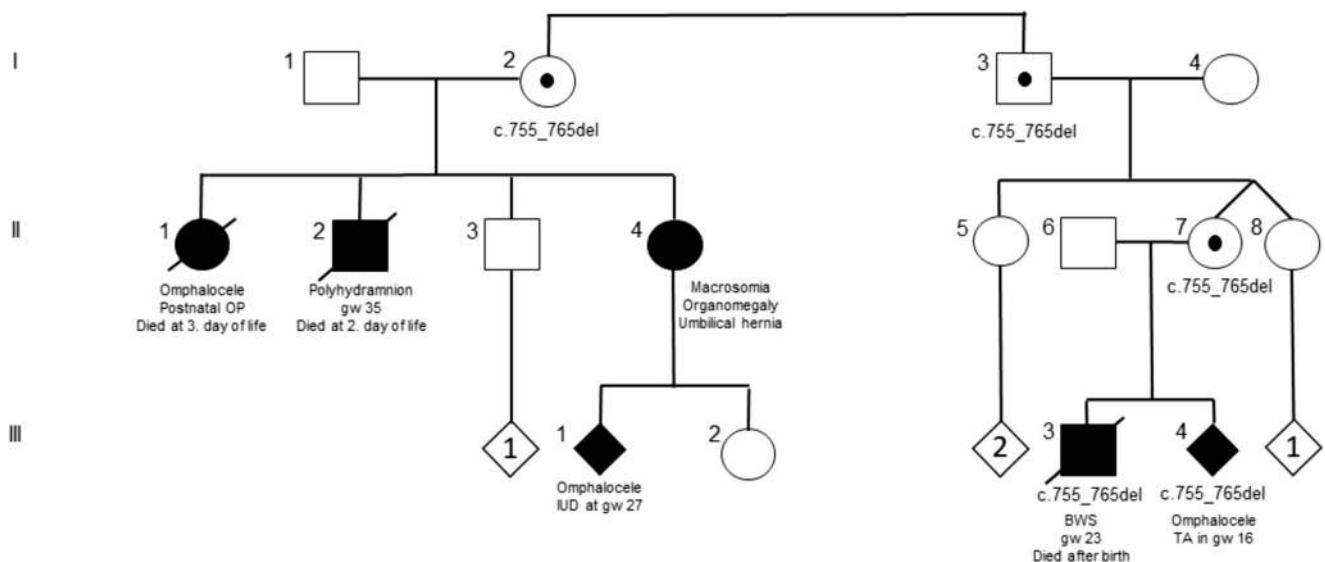 I
1
2
3
4
c.755_765del
c.755_765del
II
1
2
3
4
5
6
7
8
Omphalocele
Postnatal OP
Died at 3. day of life
Polyhydramnion
gw 35
Died at 2. day of life
Macrosomia
Organomegaly
Umbilical hernia
c.755_765del
III
1
1
2
2
3
4
1
Omphalocele
IUD at gw 27
c.755_765del
BWS
gw 23
Died after birth
c.755_765del
Omphalocele
TA in gw 16